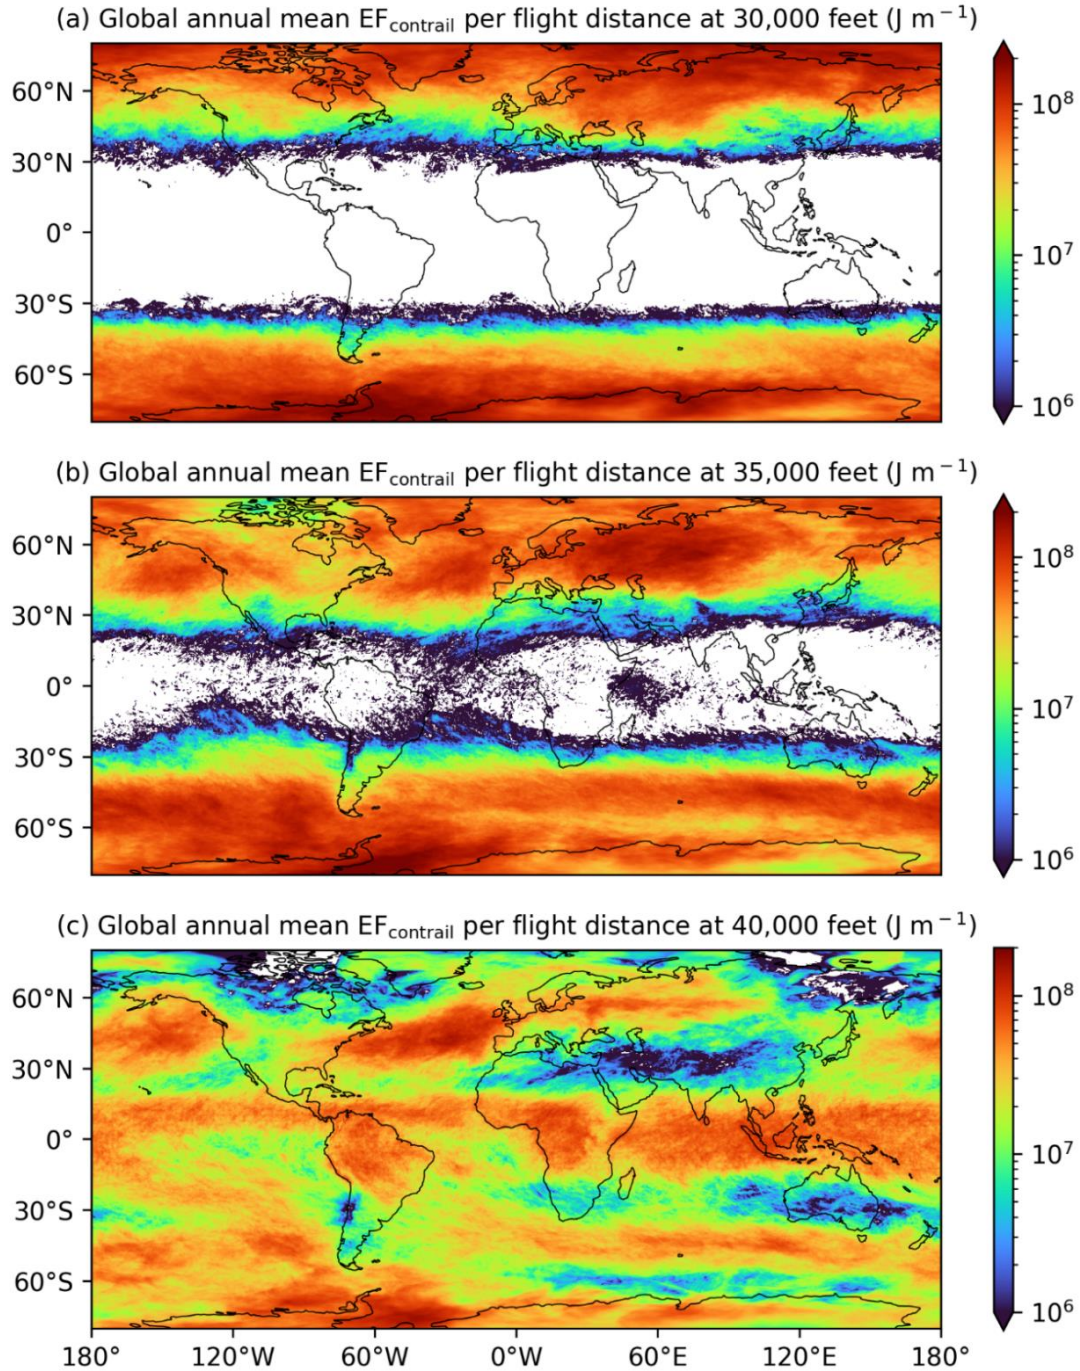 (a) Global annual mean EFcontrail per flight distance at 30,000 feet (J m−1)
60°N
30°N
0°
30°S
60°S
10⁸
10⁷
10⁶
(b) Global annual mean EFcontrail per flight distance at 35,000 feet (J m−1)
60°N
30°N
0°
30°S
60°S
10⁸
10⁷
10⁶
(c) Global annual mean EFcontrail per flight distance at 40,000 feet (J m−1)
60°N
30°N
0°
30°S
60°S
10⁸
10⁷
10⁶
180° 120°W 60°W 0°W 60°E 120°E 180°